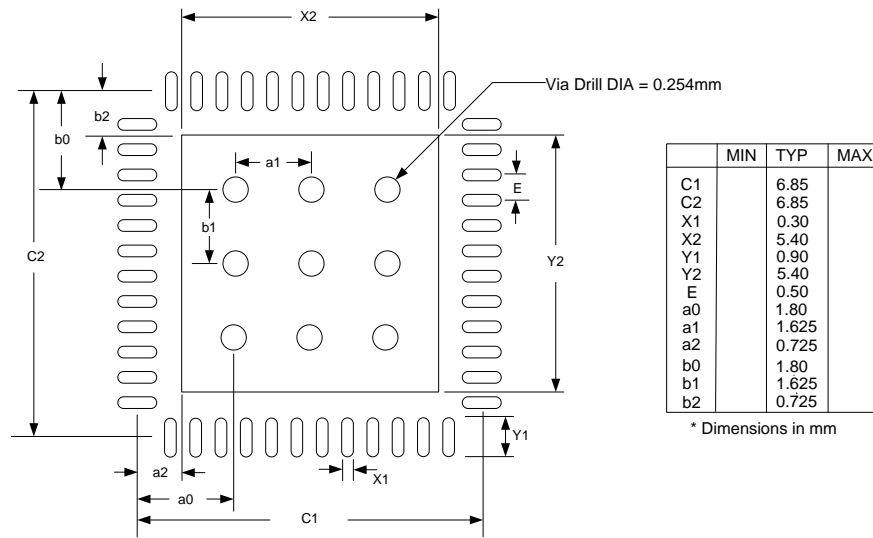 X2
Via Drill DIA = 0.254mm
b2
b0
a1
E
b1
C2
Y2
Y1
a2
X1
a0
C1
MIN TYP MAX
C1 6.85
C2 6.85
X1 0.30
X2 5.40
Y1 0.90
Y2 5.40
E 0.50
a0 1.80
a1 1.625
a2 0.725
b0 1.80
b1 1.625
b2 0.725
* Dimensions in mm